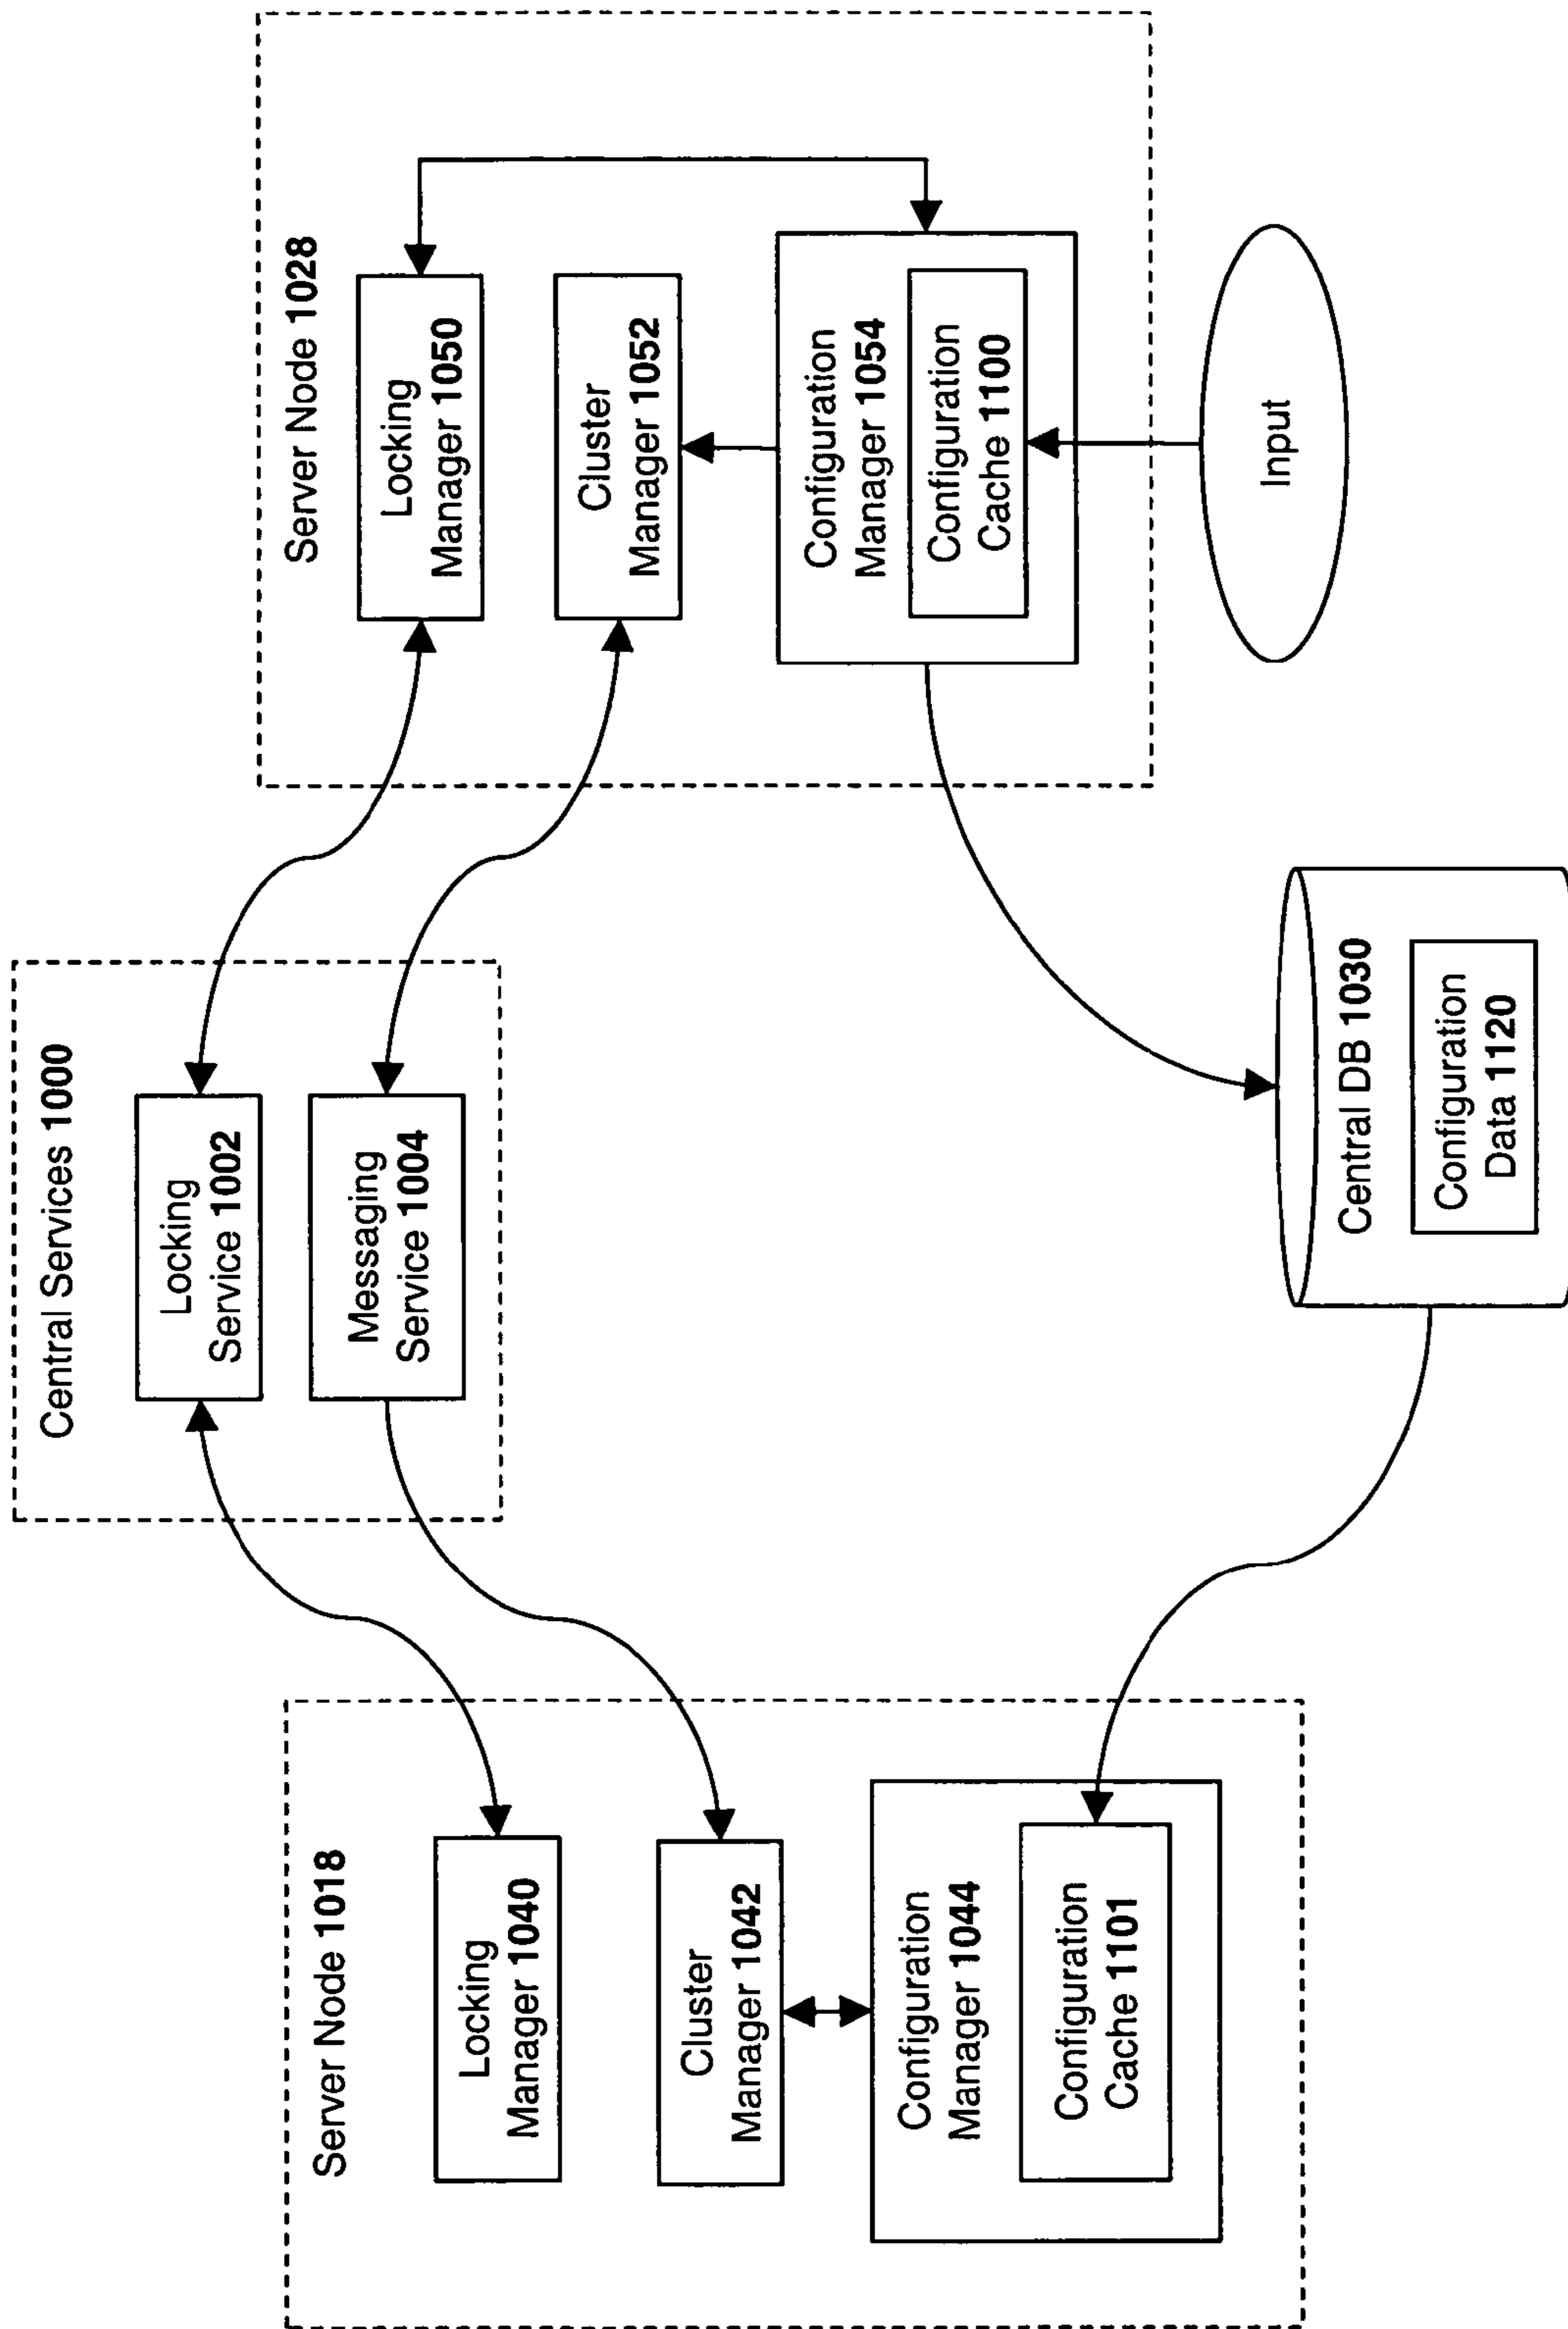 Central Services 1000
Locking
Service 1002
Messaging
Service 1004
Server Node 1018
Locking
Manager 1040
Cluster
Manager 1042
Configuration
Manager 1044
Configuration
Cache 1101
Server Node 1028
Locking
Manager 1050
Cluster
Manager 1052
Configuration
Manager 1054
Configuration
Cache 1100
Central DB 1030
Configuration
Data 1120
Input